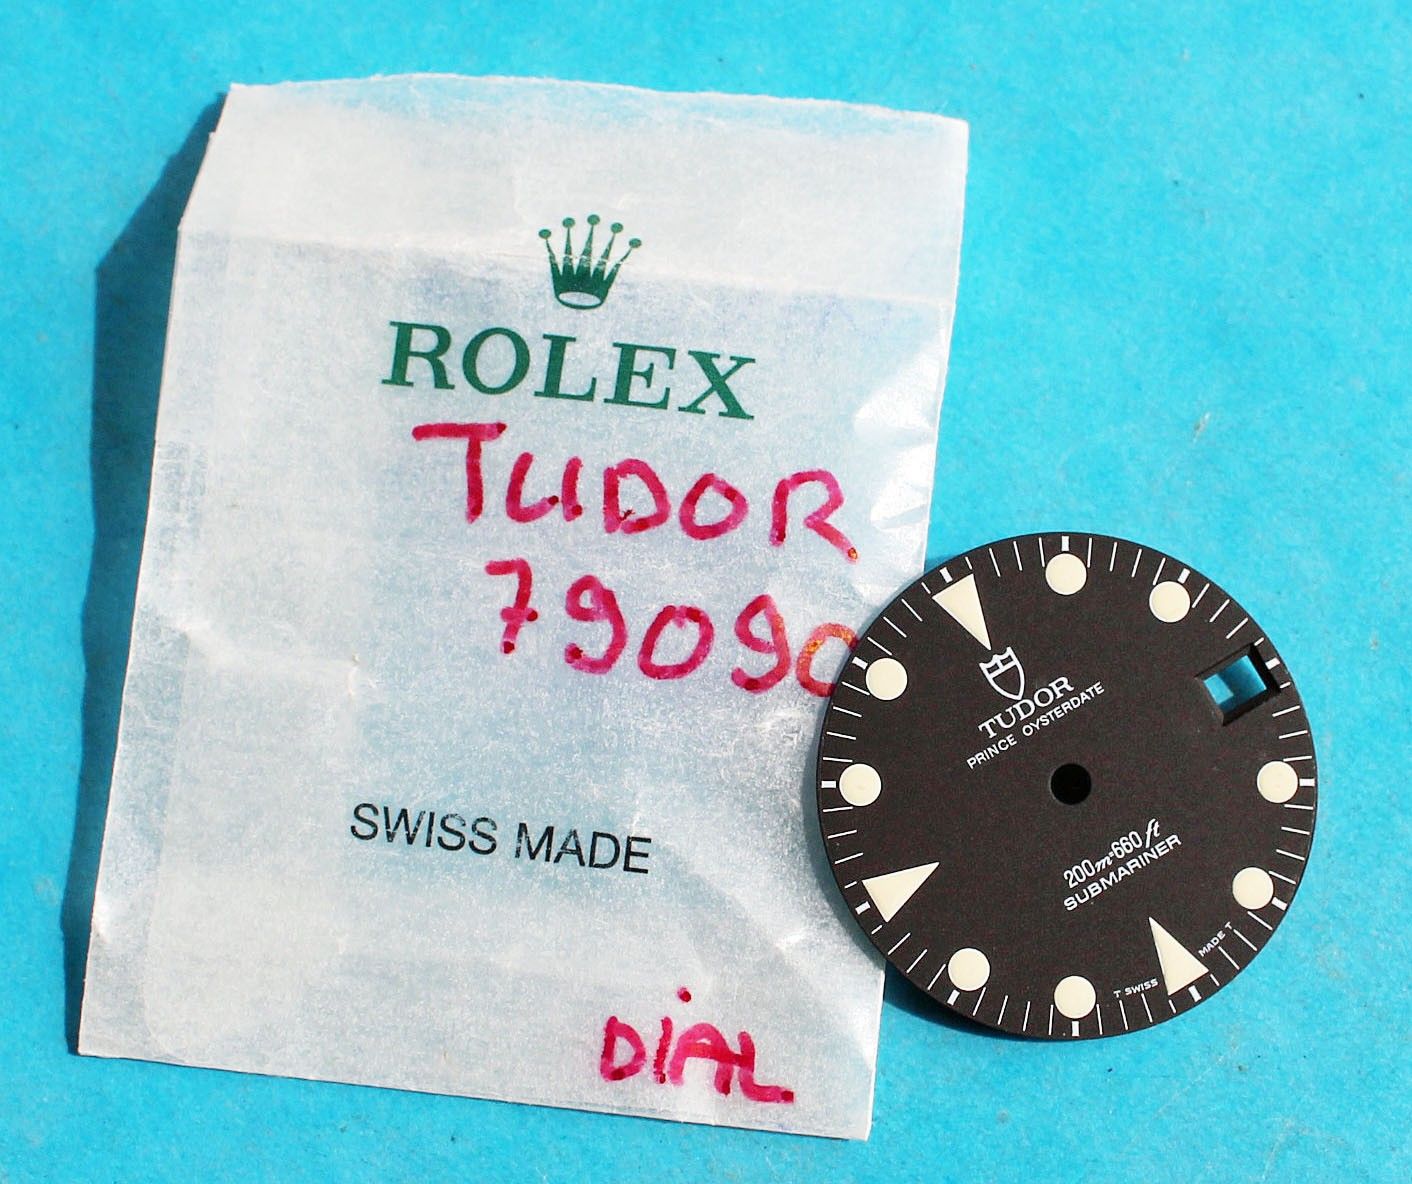 ROLEX
TUDOR
79090
SWISS MADE
DIAL
TUDOR
PRINCE OYSTERDATE
200m-660ft
SUBMARINER
T SWISS MADE T